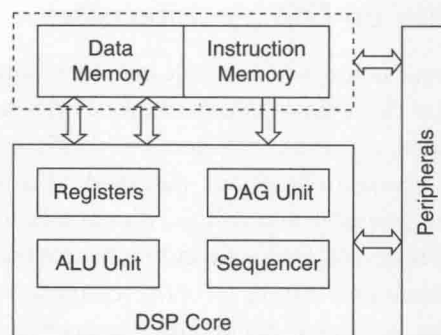 Data
Memory
Instruction
Memory
Registers
DAG Unit
ALU Unit
Sequencer
DSP Core
Peripherals